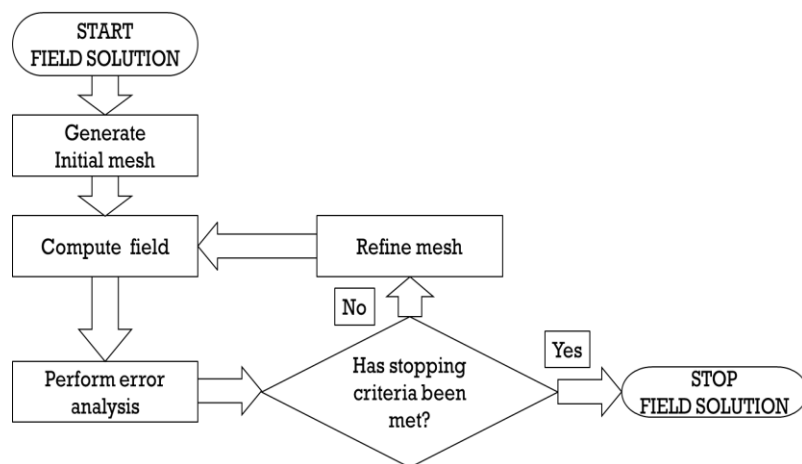 START
FIELD SOLUTION
Generate
Initial mesh
Compute field
Refine mesh
No
Perform error
analysis
Has stopping
criteria been
met?
Yes
STOP
FIELD SOLUTION